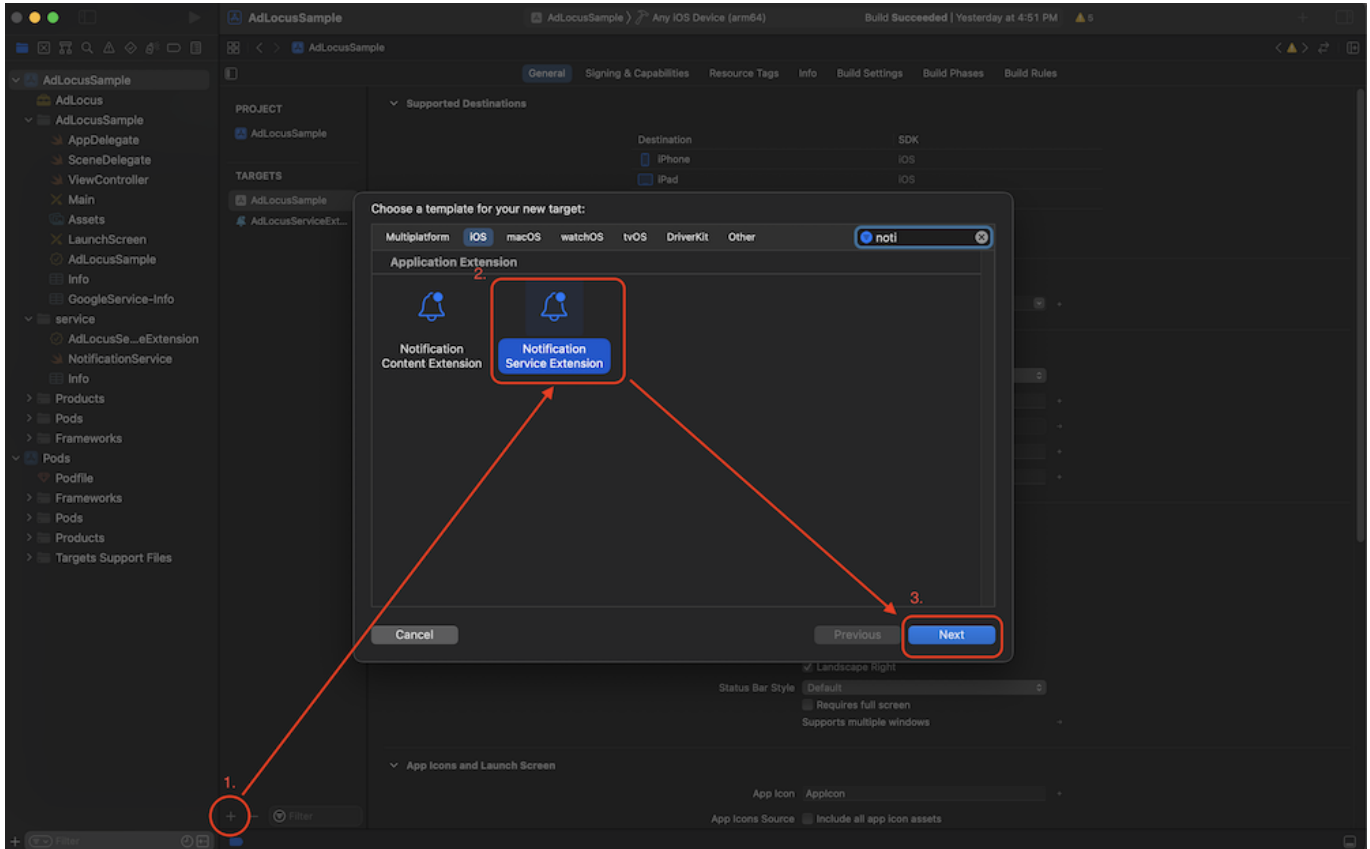 AdLocusSample
AdLocusSample
Any iOS Device (arm64)
Build Succeeded | Yesterday at 4:51 PM
5
AdLocusSample
AdLocusSample
AdLocus
AdLocusSample
AppDelegate
SceneDelegate
ViewController
Main
Assets
LaunchScreen
AdLocusSample
Info
GoogleService-Info
service
AdLocusSe...eExtension
NotificationService
Info
Products
Pods
Frameworks
Pods
Podfile
Frameworks
Pods
Products
Targets Support Files
Filter
General Signing & Capabilities Resource Tags Info Build Settings Build Phases Build Rules
PROJECT
AdLocusSample
TARGETS
AdLocusSample
AdLocusServiceExt...
Filter
Supported Destinations
Destination SDK
iPhone iOS
iPad iOS
Choose a template for your new target:
Multiplatform iOS macOS watchOS tvOS DriverKit Other
noti
Application Extension
2.
Notification
Content Extension
Notification
Service Extension
3.
Cancel Previous Next
Landscape Right
Status Bar Style Default
Requires full screen
Supports multiple windows
App Icons and Launch Screen
App Icon AppIcon
App Icons Source Include all app icon assets
1.